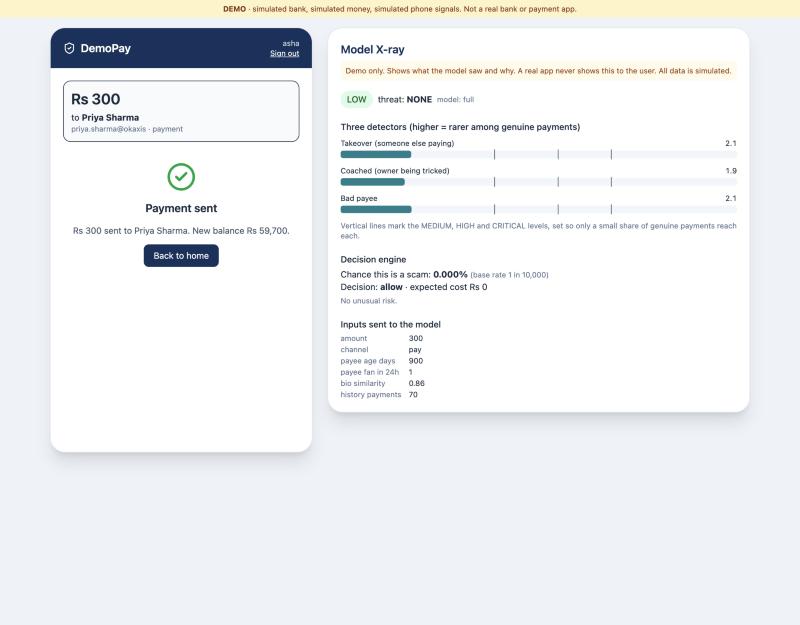 DEMO · simulated bank, simulated money, simulated phone signals. Not a real bank or payment app.
DemoPay
asha
Sign out
Rs 300
to Priya Sharma
priya.sharma@okaxis · payment
Payment sent
Rs 300 sent to Priya Sharma. New balance Rs 59,700.
Back to home
Model X-ray
Demo only. Shows what the model saw and why. A real app never shows this to the user. All data is simulated.
LOW threat: NONE model: full
Three detectors (higher = rarer among genuine payments)
Takeover (someone else paying) 2.1
Coached (owner being tricked) 1.9
Bad payee 2.1
Vertical lines mark the MEDIUM, HIGH and CRITICAL levels, set so only a small share of genuine payments reach
each.
Decision engine
Chance this is a scam: 0.000% (base rate 1 in 10,000)
Decision: allow · expected cost Rs 0
No unusual risk.
Inputs sent to the model
amount 300
channel pay
payee age days 900
payee fan in 24h 1
bio similarity 0.86
history payments 70